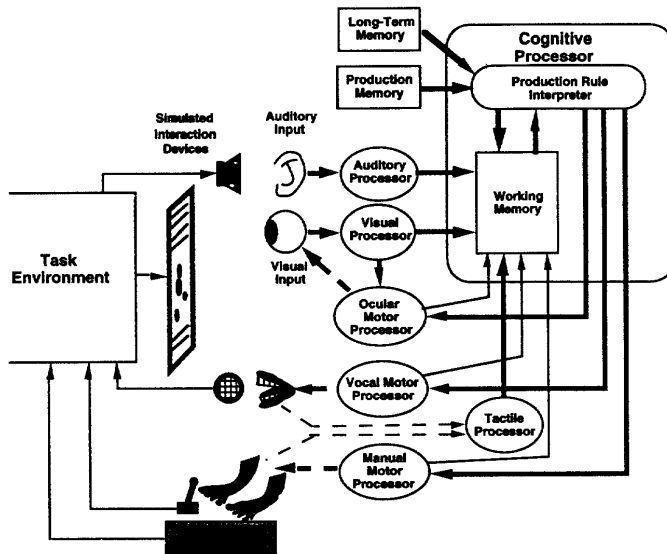 Long-Term
Memory
Production
Memory
Cognitive
Processor
Production Rule
Interpreter
Simulated
Interaction
Devices
Auditory
Input
Auditory
Processor
Working
Memory
Visual
Processor
Visual
Input
Task
Environment
Ocular
Motor
Processor
Vocal Motor
Processor
Tactile
Processor
Manual
Motor
Processor